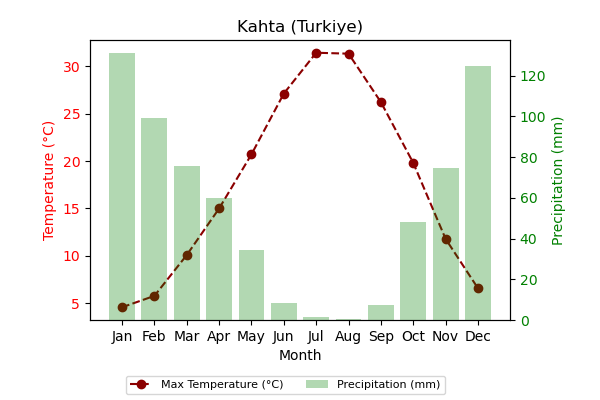 Kahta (Turkiye)
Temperature (°C)
30
25
20
15
10
5
120
100
80
60
40
20
0
Precipitation (mm)
Jan Feb Mar Apr May Jun Jul Aug Sep Oct Nov Dec
Month
Max Temperature (°C) Precipitation (mm)